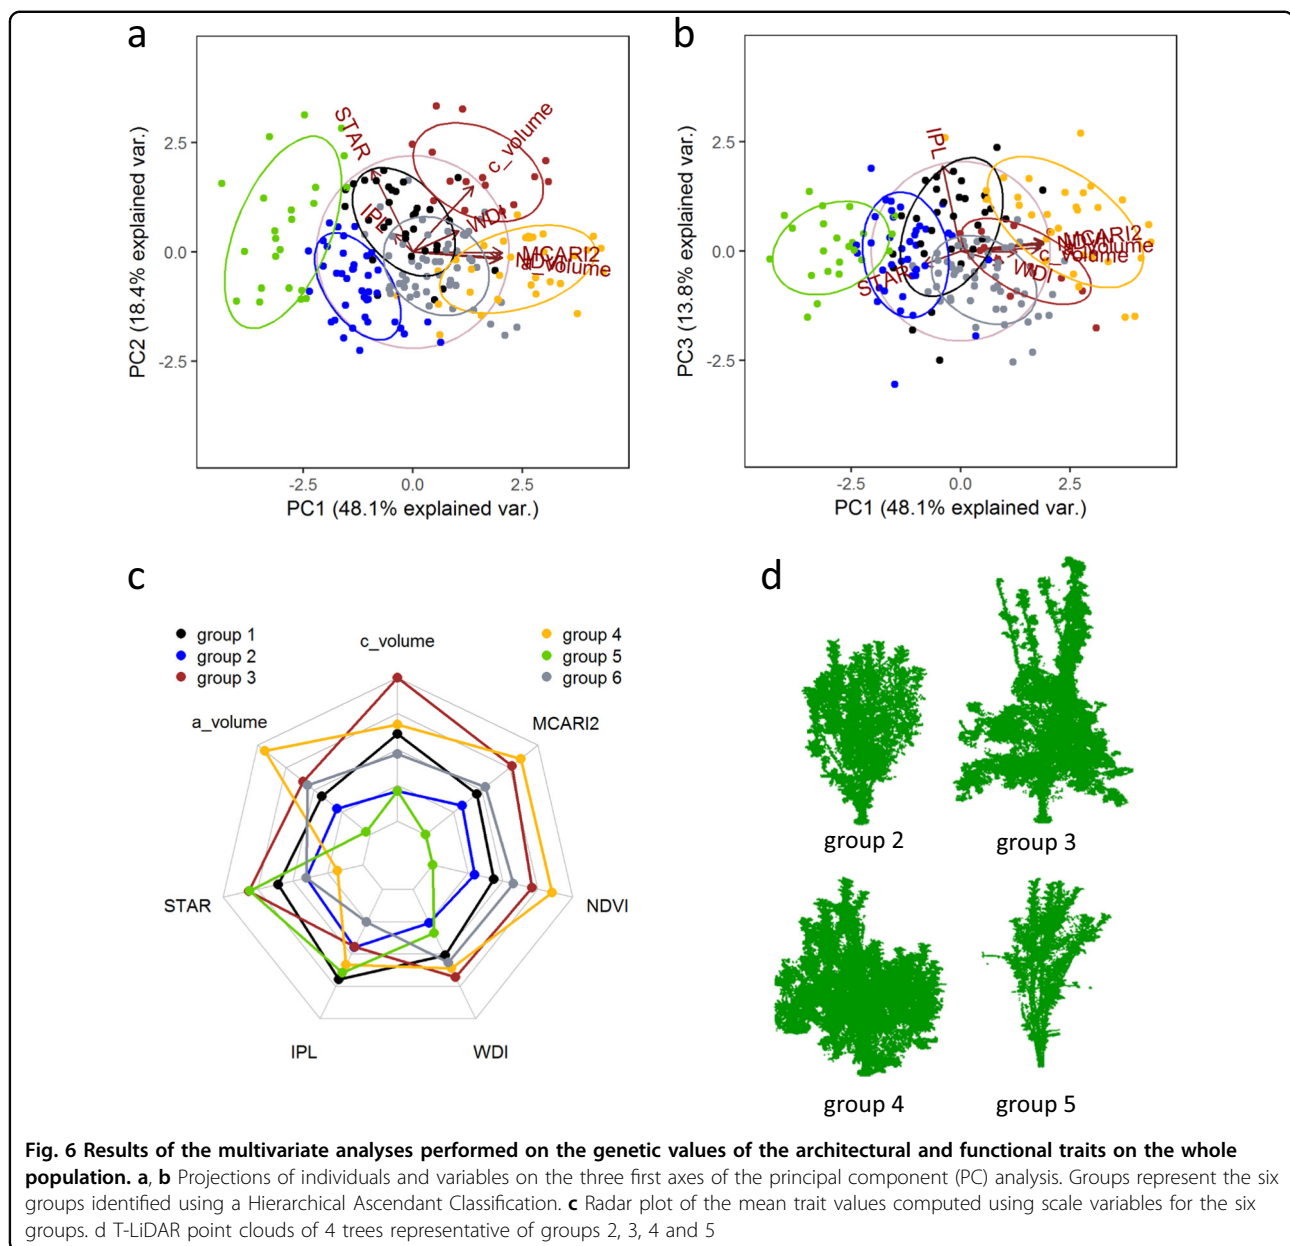 a
b
5.0
2.5
0.0
-2.5
PC2 (18.4% explained var.)
-2.5
0.0
2.5
PC1 (48.1% explained var.)
STAR
IPL
c_volume
WDI
MCARI2
NDVI
a_volume
2.5
0.0
-2.5
PC3 (13.8% explained var.)
-2.5
0.0
2.5
PC1 (48.1% explained var.)
IPL
STAR
MCARI2
NDVI
a_volume
c_volume
WDI
c
d
group 1
group 2
group 3
group 4
group 5
group 6
c_volume
a_volume
MCARI2
STAR
NDVI
IPL
WDI
group 2
group 3
group 4
group 5
Fig. 6 Results of the multivariate analyses performed on the genetic values of the architectural and functional traits on the whole
population. a, b Projections of individuals and variables on the three first axes of the principal component (PC) analysis. Groups represent the six
groups identified using a Hierarchical Ascendant Classification. c Radar plot of the mean trait values computed using scale variables for the six
groups. d T-LiDAR point clouds of 4 trees representative of groups 2, 3, 4 and 5